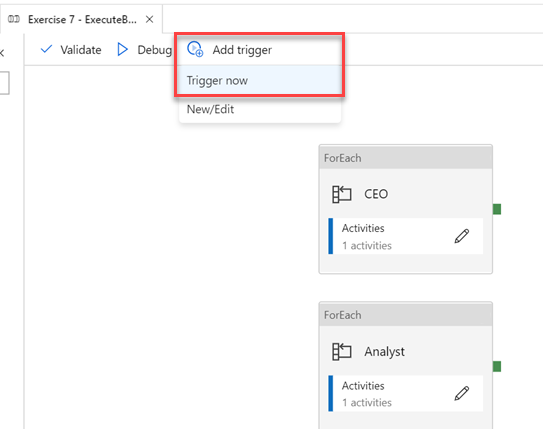 Exercise 7 - ExecuteB...
Validate
Debug
Add trigger
Trigger now
New/Edit
ForEach
CEO
Activities
1 activities
ForEach
Analyst
Activities
1 activities